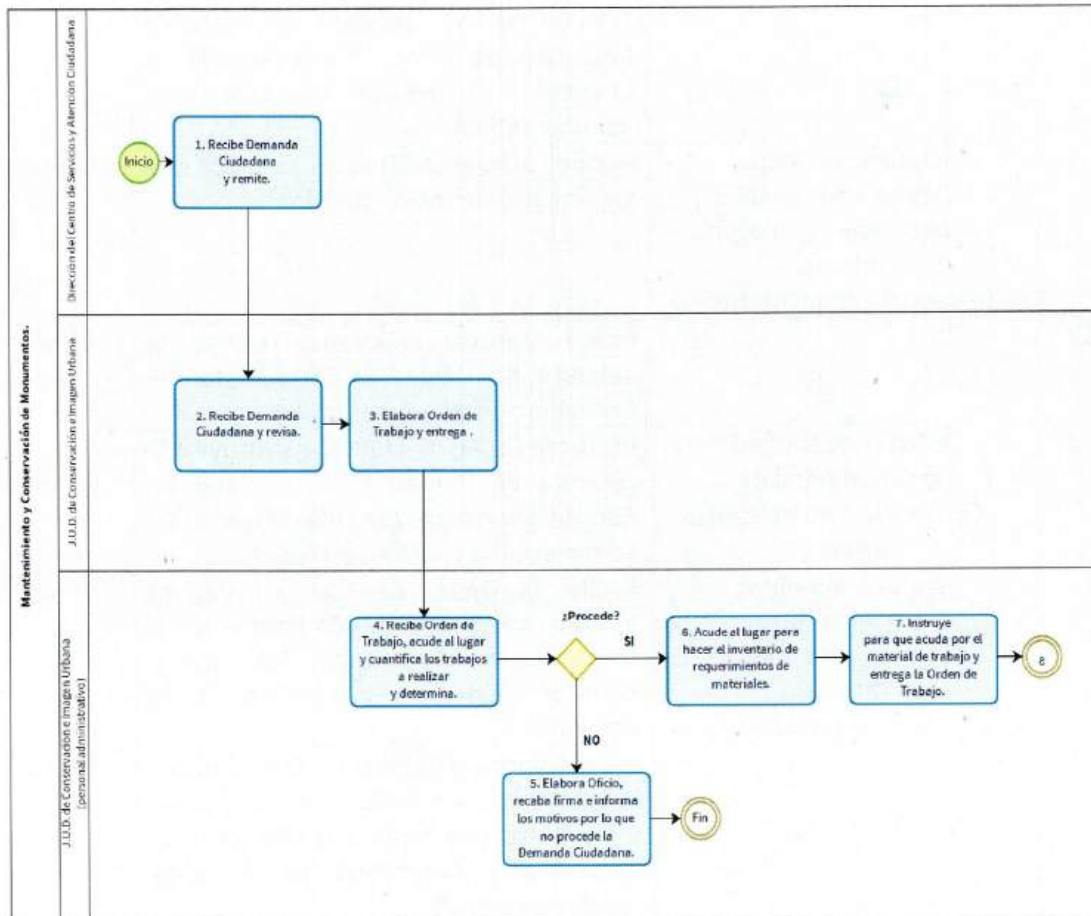 Mantenimiento y Conservación de Monumentos.
Dirección del Centro de Servicios y Atención Ciudadana
Inicio
1. Recibe Demanda
Ciudadana
y remite.
J.U.D. de Conservación e Imagen Urbana
2. Recibe Demanda
Ciudadana y revisa.
3. Elabora Orden de
Trabajo y entrega .
J.U.D. de Conservación e Imagen Urbana
(personal administrativo)
4. Recibe Orden de
Trabajo, acude al lugar
y cuantifica los trabajos
a realizar
y determina.
¿Procede?
SI
6. Acude al lugar para
hacer el inventario de
requerimientos de
materiales.
7. Instruye
para que acuda por el
material de trabajo y
entrega la Orden de
Trabajo.
8
NO
5. Elabora Oficio,
recaba firma e informa
los motivos por lo que
no procede la
Demanda Ciudadana.
Fin